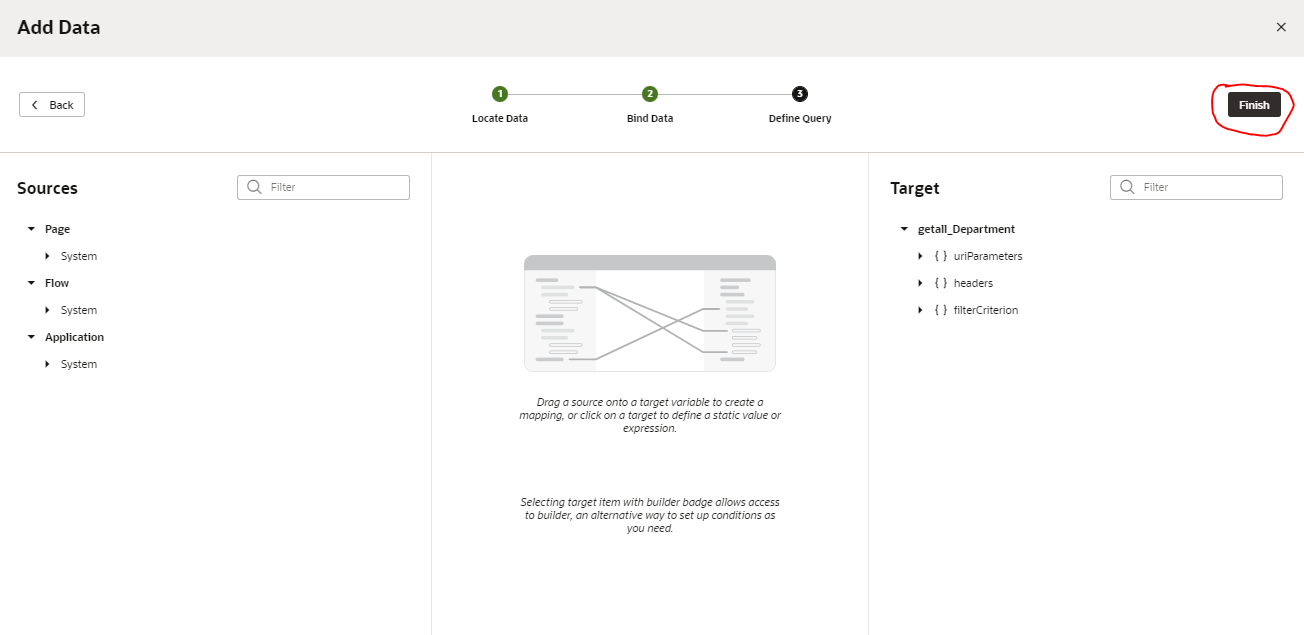 Add Data
Back
1
2
3
Locate Data
Bind Data
Define Query
Finish
Sources
Filter
Page
System
Flow
System
Application
System
Drag a source onto a target variable to create a
mapping, or click on a target to define a static value or
expression.
Selecting target item with builder badge allows access
to builder, an alternative way to set up conditions as
you need.
Target
Filter
getall_Department
{ } uriParameters
{ } headers
{ } filterCriterion